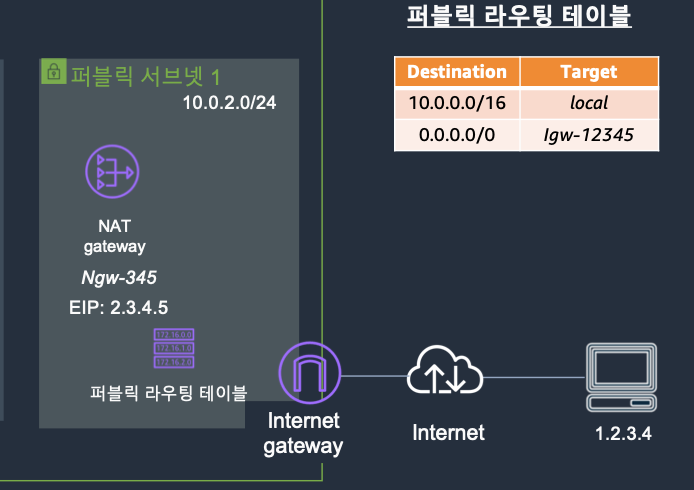 퍼블릭 라우팅 테이블
Destination Target
10.0.0.0/16 local
0.0.0.0/0 Igw-12345
퍼블릭 서브넷 1
10.0.2.0/24
NAT
gateway
Ngw-345
EIP: 2.3.4.5
172.16.0.0
172.16.1.0
172.16.2.0
퍼블릭 라우팅 테이블
Internet
gateway
Internet
1.2.3.4